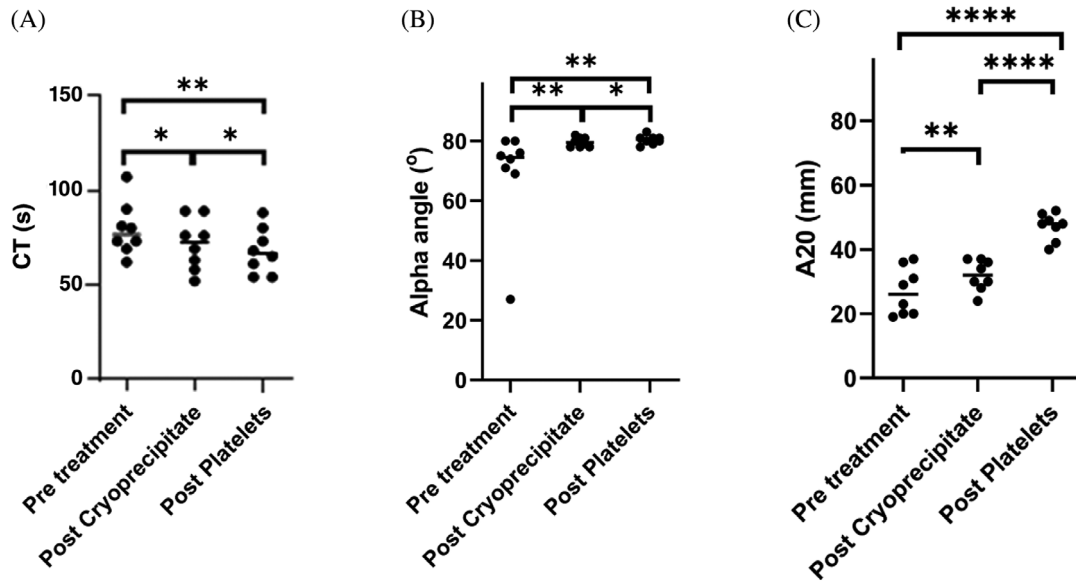 (A)
**
*
*
150
100
50
0
CT (s)
Pre treatment
Post Cryoprecipitate
Post Platelets
(B)
**
**
*
80
60
40
20
0
Alpha angle (°)
Pre treatment
Post Cryoprecipitate
Post Platelets
(C)
****
****
**
80
60
40
20
0
A20 (mm)
Pre treatment
Post Cryoprecipitate
Post Platelets